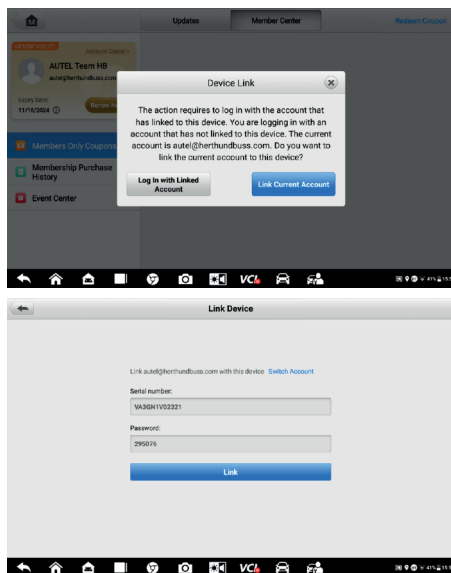 Updates
Member Center
Redeem Coupon
Account Center >
AUTEL Team HB
autel@herthundbuss.com
Expiry Date:
11/18/2024
Members Only Coupons
Membership Purchase
History
Event Center
Device Link
The action requires to log in with the account that
has linked to this device. You are logging in with an
account that has not linked to this device. The current
account is autel@herthundbuss.com. Do you want to
link the current account to this device?
Log In with Linked
Account
Link Current Account
VCI
41%
Link Device
Link autel@herthundbuss.com with this device Switch Account
Serial number:
VA3GN1V02321
Password:
295076
Link
VCI
41%